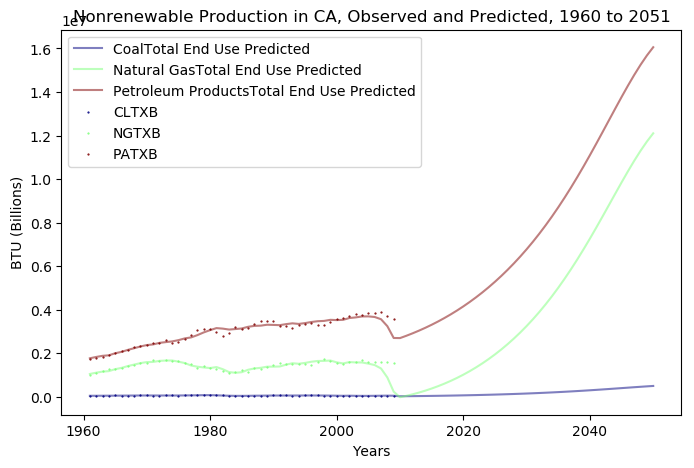 Nonrenewable Production in CA, Observed and Predicted, 1960 to 2051
1e7
CoalTotal End Use Predicted
Natural GasTotal End Use Predicted
Petroleum ProductsTotal End Use Predicted
CLTXB
NGTXB
PATXB
1.6
1.4
1.2
1.0
0.8
0.6
0.4
0.2
0.0
BTU (Billions)
1960
1980
2000
2020
2040
Years